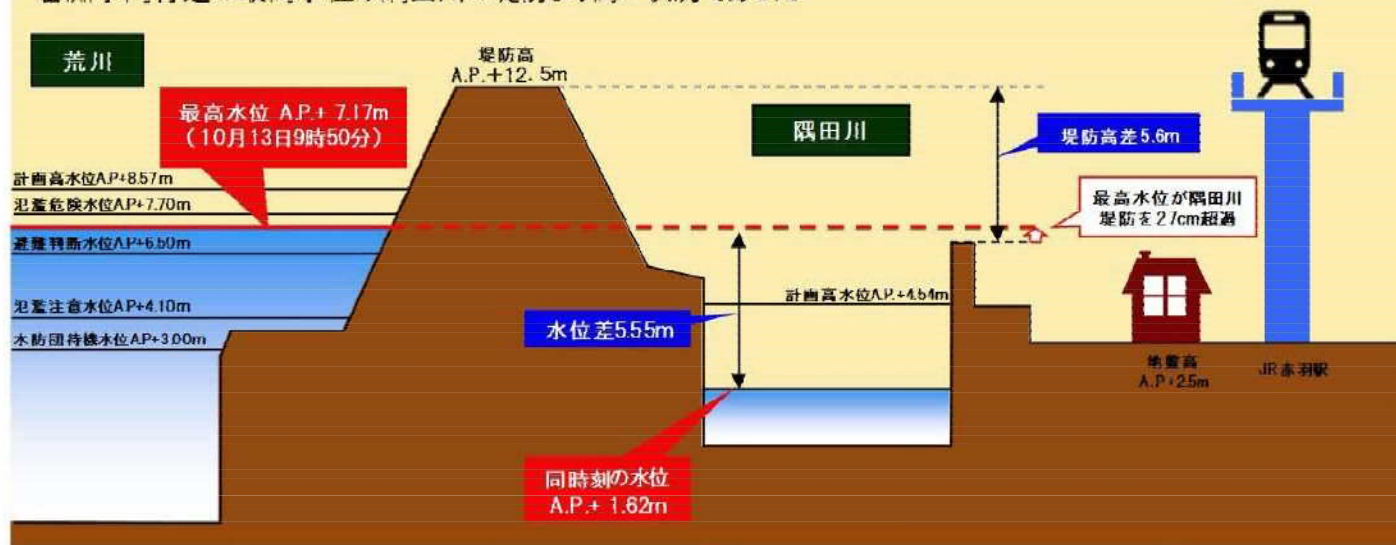 荒川
堤防高
A.P.+12.5m
最高水位 A.P.+ 7.17m
(10月13日9時50分)
隅田川
堤防高差5.6m
計画高水位A.P+8.57m
氾濫危険水位A.P+7.70m
最高水位が隅田川
堤防を27cm超過
避難判断水位A.P+6.50m
計画高水位A.P.+4.54m
氾濫注意水位A.P+4.10m
水位差5.55m
水防団待機水位A.P+3.00m
地盤高
A.P+2.5m
JR赤羽駅
同時刻の水位
A.P.+ 1.62m